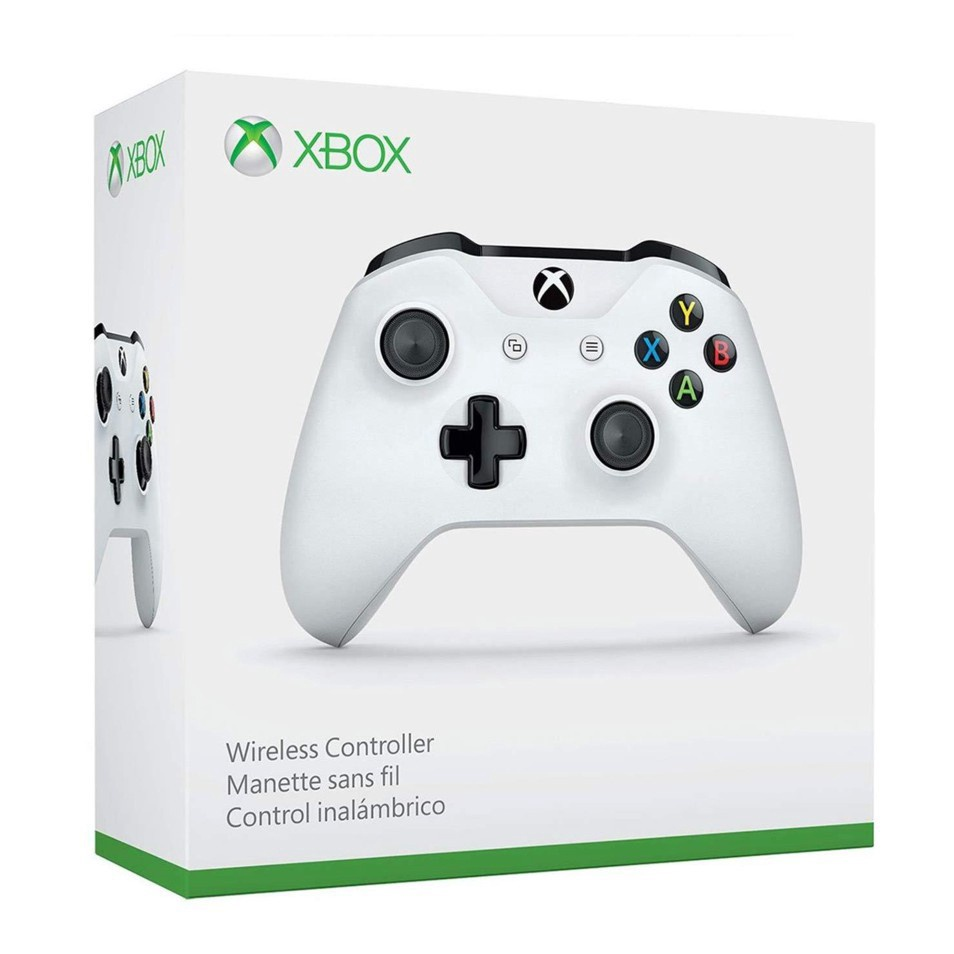 XBOX
XBOX
Y
X
B
A
Wireless Controller
Manette sans fil
Control inalámbrico